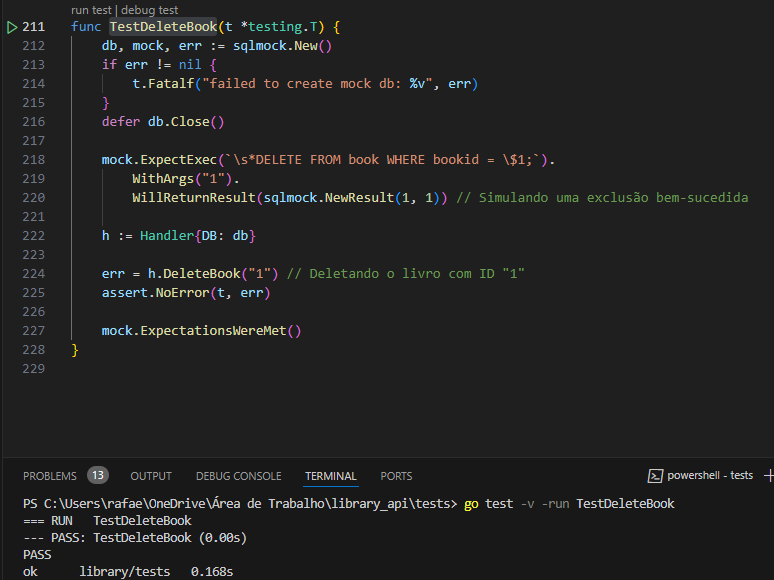 run test | debug test
211 func TestDeleteBook(t *testing.T) {
212     db, mock, err := sqlmock.New()
213     if err != nil {
214         t.Fatalf("failed to create mock db: %v", err)
215     }
216     defer db.Close()
217
218     mock.ExpectExec(`\s*DELETE FROM book WHERE bookid = \$1;`).
219         WithArgs("1").
220         WillReturnResult(sqlmock.NewResult(1, 1)) // Simulando uma exclusão bem-sucedida
221
222     h := Handler{DB: db}
223
224     err = h.DeleteBook("1") // Deletando o livro com ID "1"
225     assert.NoError(t, err)
226
227     mock.ExpectationsWereMet()
228 }
229
PROBLEMS 13 OUTPUT DEBUG CONSOLE TERMINAL PORTS powershell - tests
PS C:\Users\rafae\OneDrive\Área de Trabalho\library_api\tests> go test -v -run TestDeleteBook
=== RUN   TestDeleteBook
--- PASS: TestDeleteBook (0.00s)
PASS
ok      library/tests   0.168s